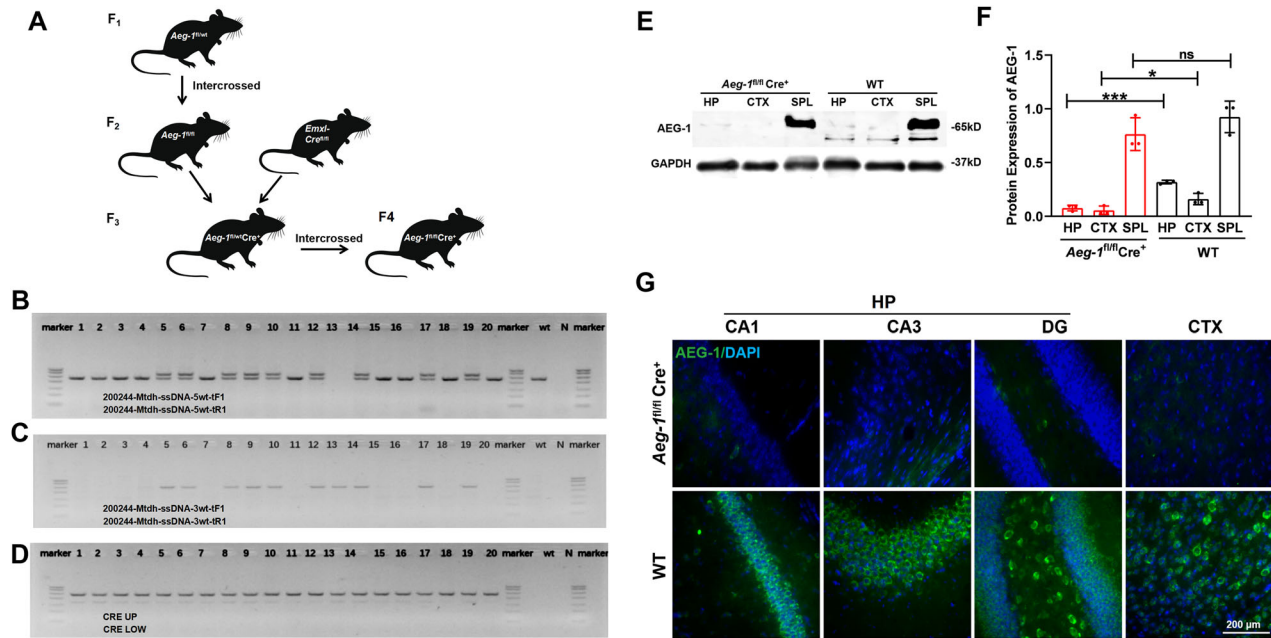 A
F1
Aeg-1fl/wt
Intercrossed
F2
Aeg-1fl/fl
Emxl-
Crefl/fl
F3
Aeg-1fl/wtCre+
Intercrossed
F4
Aeg-1fl/flCre+
B
marker 1 2 3 4 5 6 7 8 9 10 11 12 13 14 15 16 17 18 19 20 marker wt N marker
200244-Mtdh-ssDNA-5wt-tF1
200244-Mtdh-ssDNA-5wt-tR1
C
marker 1 2 3 4 5 6 7 8 9 10 11 12 13 14 15 16 17 18 19 20 marker wt N marker
200244-Mtdh-ssDNA-3wt-tF1
200244-Mtdh-ssDNA-3wt-tR1
D
marker 1 2 3 4 5 6 7 8 9 10 11 12 13 14 15 16 17 18 19 20 marker wt N marker
CRE UP
CRE LOW
E
Aeg-1fl/fl Cre+ WT
HP CTX SPL HP CTX SPL
AEG-1 -65kD
GAPDH -37kD
F
Protein Expression of AEG-1
1.5
1.0
0.5
0.0
ns
*
***
HP CTX SPL HP CTX SPL
Aeg-1fl/flCre+ WT
G
HP
CA1 CA3 DG CTX
AEG-1/DAPI
Aeg-1fl/fl Cre+
WT
200 µm